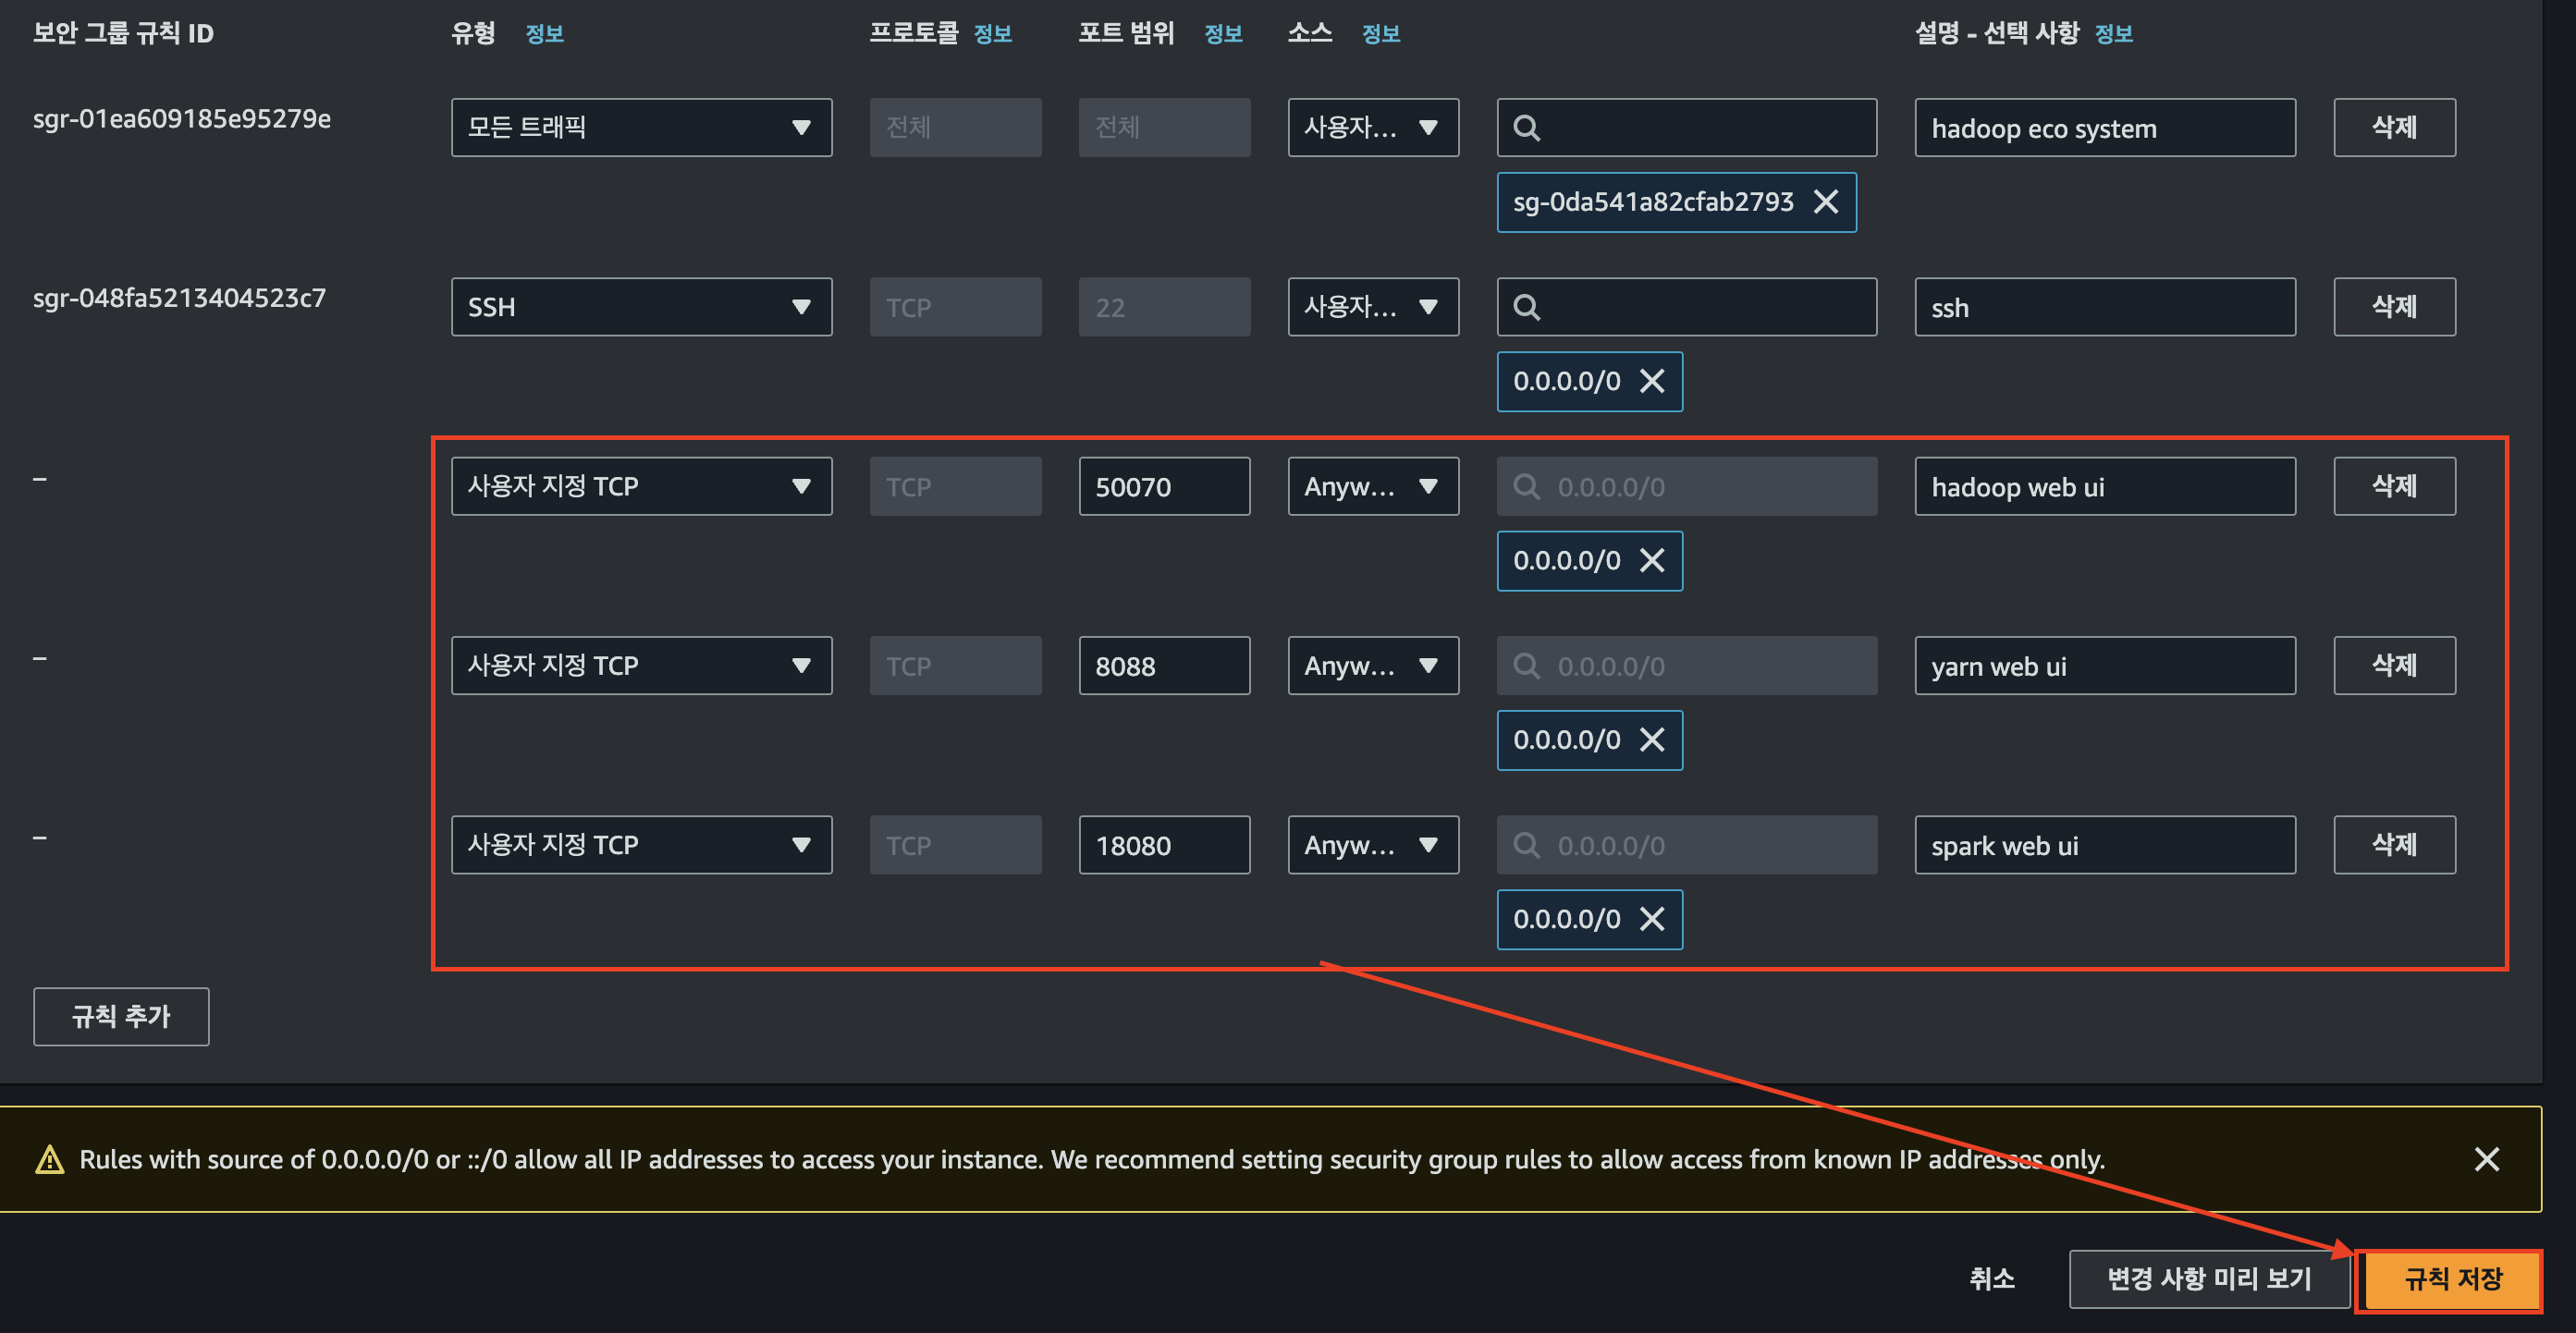 보안 그룹 규칙 ID 유형 정보 프로토콜 정보 포트 범위 정보 소스 정보 설명 - 선택 사항 정보
sgr-01ea609185e95279e 모든 트래픽 전체 전체 사용자... hadoop eco system 삭제
sg-0da541a82cfab2793
sgr-048fa5213404523c7 SSH TCP 22 사용자... ssh 삭제
0.0.0.0/0
– 사용자 지정 TCP TCP 50070 Anyw... 0.0.0.0/0 hadoop web ui 삭제
0.0.0.0/0
– 사용자 지정 TCP TCP 8088 Anyw... 0.0.0.0/0 yarn web ui 삭제
0.0.0.0/0
– 사용자 지정 TCP TCP 18080 Anyw... 0.0.0.0/0 spark web ui 삭제
0.0.0.0/0
규칙 추가
Rules with source of 0.0.0.0/0 or ::/0 allow all IP addresses to access your instance. We recommend setting security group rules to allow access from known IP addresses only.
취소 변경 사항 미리 보기 규칙 저장